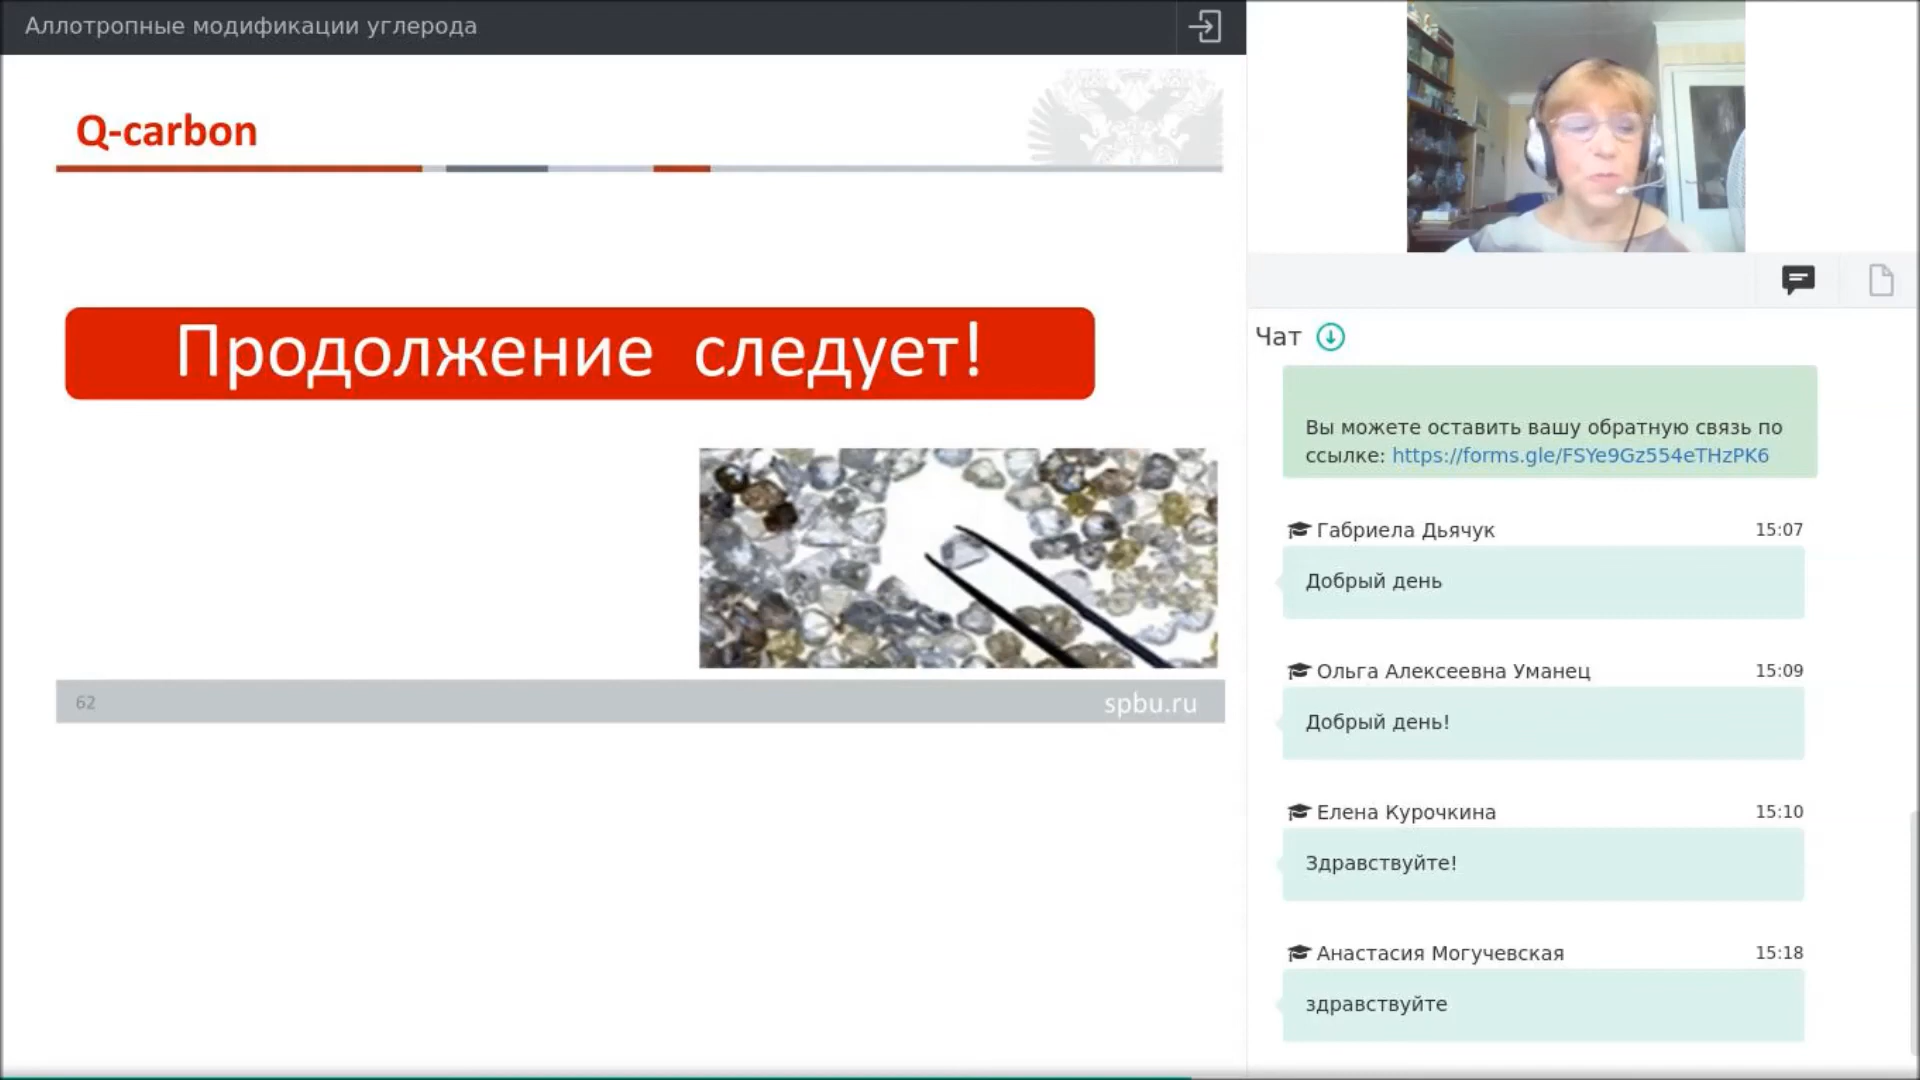 Аллотропные модификации углерода
Q-carbon
Продолжение следует!
62
spbu.ru
Чат
Вы можете оставить вашу обратную связь по
ссылке: https://forms.gle/FSYe9Gz554eTHzPK6
Габриела Дьячук 15:07
Добрый день
Ольга Алексеевна Уманец 15:09
Добрый день!
Елена Курочкина 15:10
Здравствуйте!
Анастасия Могучевская 15:18
здравствуйте